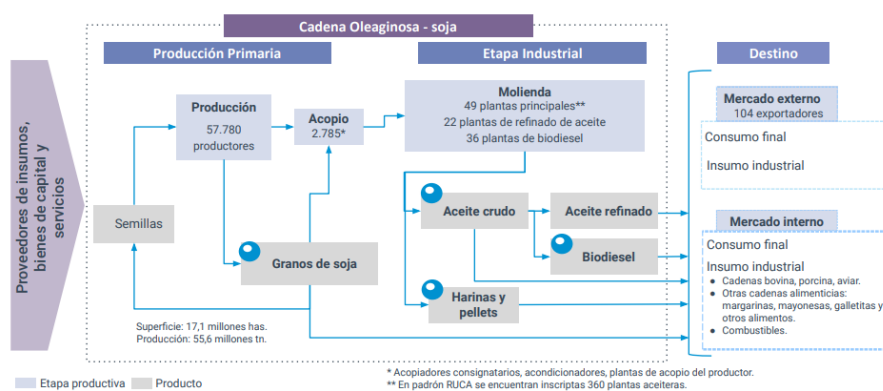 Cadena Oleaginosa - soja
Producción Primaria
Etapa Industrial
Destino
Proveedores de insumos,
bienes de capital y
servicios
Producción
57.780
productores
Acopio
2.785*
Molienda
49 plantas principales**
22 plantas de refinado de aceite
36 plantas de biodiesel
Mercado externo
104 exportadores
Consumo final
Insumo industrial
Semillas
Granos de soja
Aceite crudo
Aceite refinado
Biodiesel
Harinas y
pellets
Mercado interno
Consumo final
Insumo industrial
● Cadenas bovina, porcina, aviar.
● Otras cadenas alimenticias:
margarinas, mayonesas, galletitas y
otros alimentos.
● Combustibles.
Superficie: 17,1 millones has.
Producción: 55,6 millones tn.
Etapa productiva
Producto
* Acopiadores consignatarios, acondicionadores, plantas de acopio del productor.
** En padrón RUCA se encuentran inscriptas 360 plantas aceiteras.